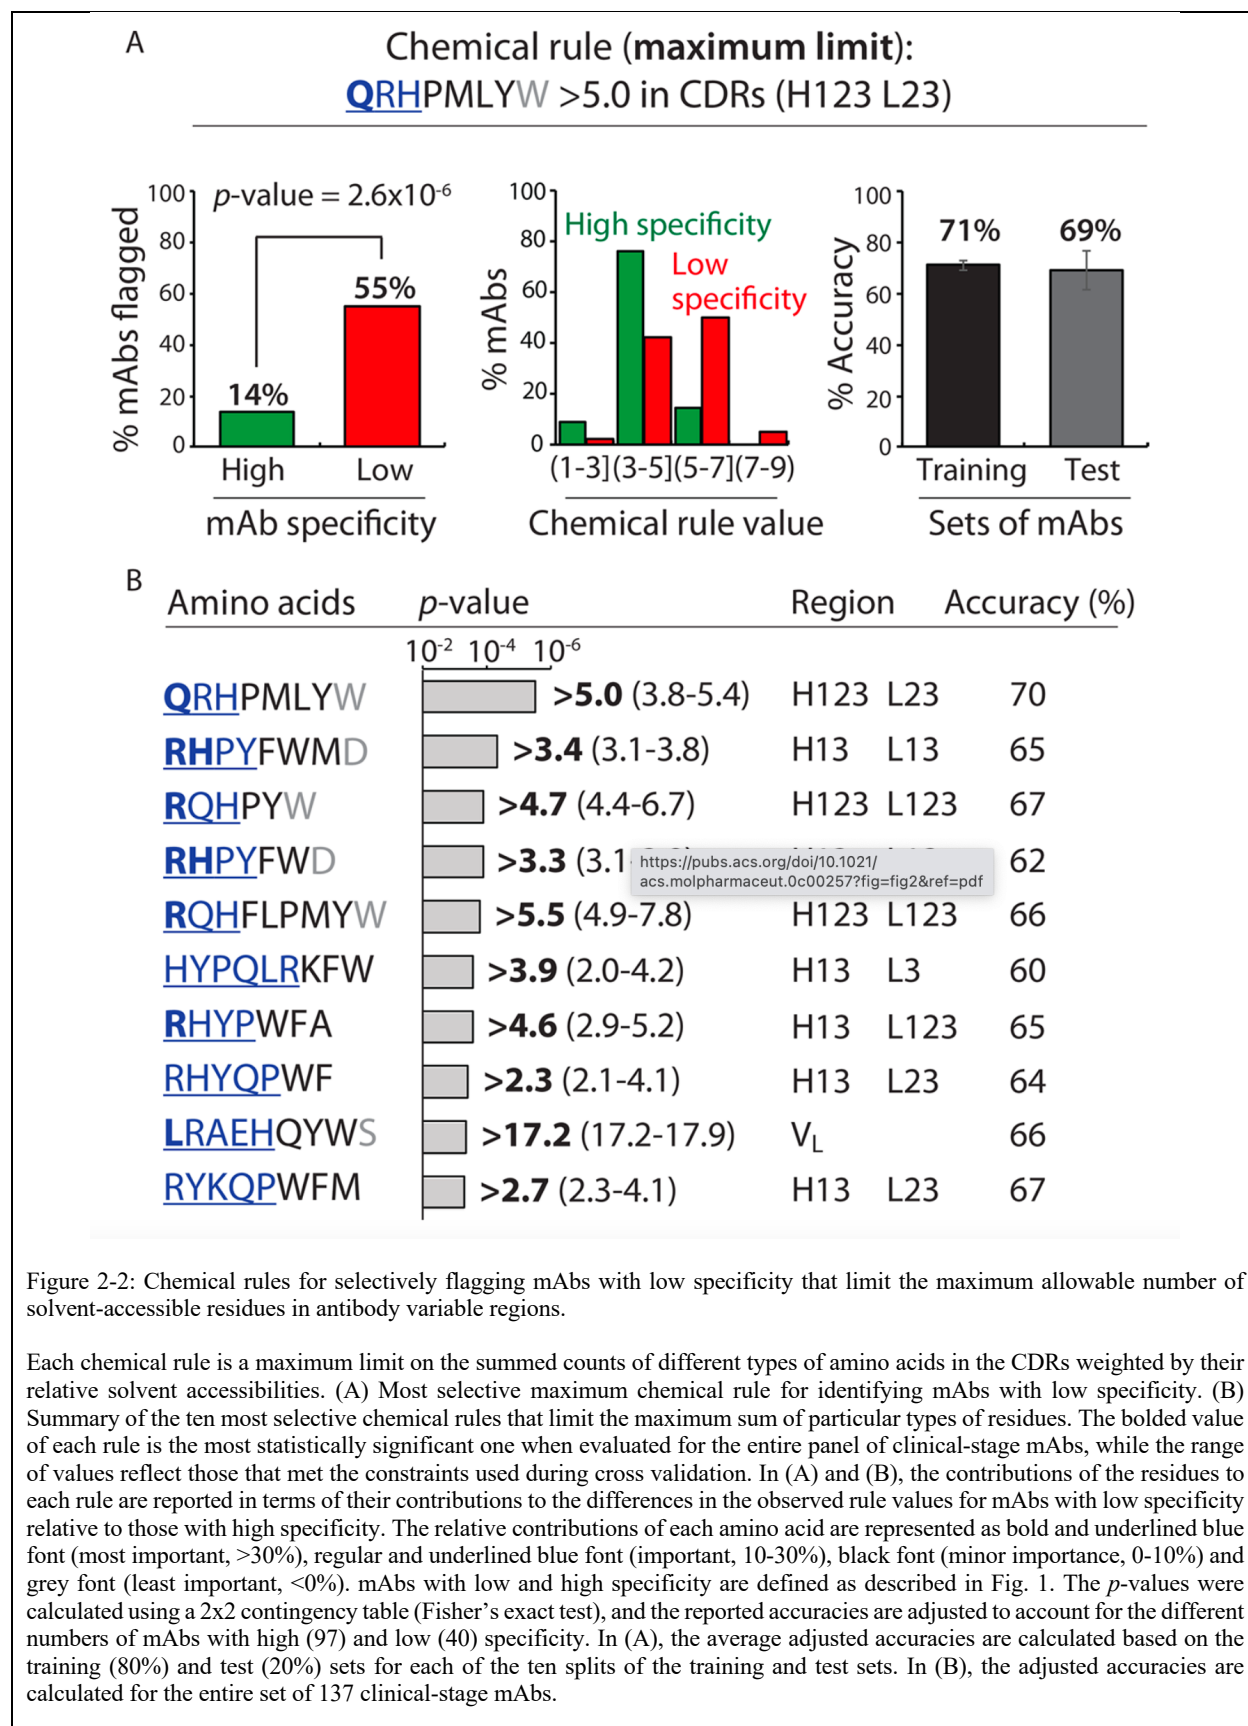 A
Chemical rule (maximum limit):
QRHPMLYW >5.0 in CDRs (H123 L23)
% mAbs flagged
100
80
60
40
20
0
p-value = 2.6x10-6
14%
55%
High
Low
mAb specificity
% mAbs
100
80
60
40
20
0
High specificity
Low
specificity
(1-3] (3-5] (5-7] (7-9)
Chemical rule value
% Accuracy
100
80
60
40
20
0
71%
69%
Training
Test
Sets of mAbs
B
Amino acids p-value Region Accuracy (%)
10-2 10-4 10-6
QRHPMLYW >5.0 (3.8-5.4) H123 L23 70
RHPYFWMD >3.4 (3.1-3.8) H13 L13 65
RQHPYW >4.7 (4.4-6.7) H123 L123 67
RHPYFWD >3.3 (3.1- 62
https://pubs.acs.org/doi/10.1021/
acs.molpharmaceut.0c00257?fig=fig2&ref=pdf
RQHFLPMYW >5.5 (4.9-7.8) H123 L123 66
HYPQLRKFW >3.9 (2.0-4.2) H13 L3 60
RHYPWFA >4.6 (2.9-5.2) H13 L123 65
RHYQPWF >2.3 (2.1-4.1) H13 L23 64
LRAEHQYWS >17.2 (17.2-17.9) VL 66
RYKQPWFM >2.7 (2.3-4.1) H13 L23 67
Figure 2-2: Chemical rules for selectively flagging mAbs with low specificity that limit the maximum allowable number of
solvent-accessible residues in antibody variable regions.
Each chemical rule is a maximum limit on the summed counts of different types of amino acids in the CDRs weighted by their
relative solvent accessibilities. (A) Most selective maximum chemical rule for identifying mAbs with low specificity. (B)
Summary of the ten most selective chemical rules that limit the maximum sum of particular types of residues. The bolded value
of each rule is the most statistically significant one when evaluated for the entire panel of clinical-stage mAbs, while the range
of values reflect those that met the constraints used during cross validation. In (A) and (B), the contributions of the residues to
each rule are reported in terms of their contributions to the differences in the observed rule values for mAbs with low specificity
relative to those with high specificity. The relative contributions of each amino acid are represented as bold and underlined blue
font (most important, >30%), regular and underlined blue font (important, 10-30%), black font (minor importance, 0-10%) and
grey font (least important, <0%). mAbs with low and high specificity are defined as described in Fig. 1. The p-values were
calculated using a 2x2 contingency table (Fisher’s exact test), and the reported accuracies are adjusted to account for the different
numbers of mAbs with high (97) and low (40) specificity. In (A), the average adjusted accuracies are calculated based on the
training (80%) and test (20%) sets for each of the ten splits of the training and test sets. In (B), the adjusted accuracies are
calculated for the entire set of 137 clinical-stage mAbs.